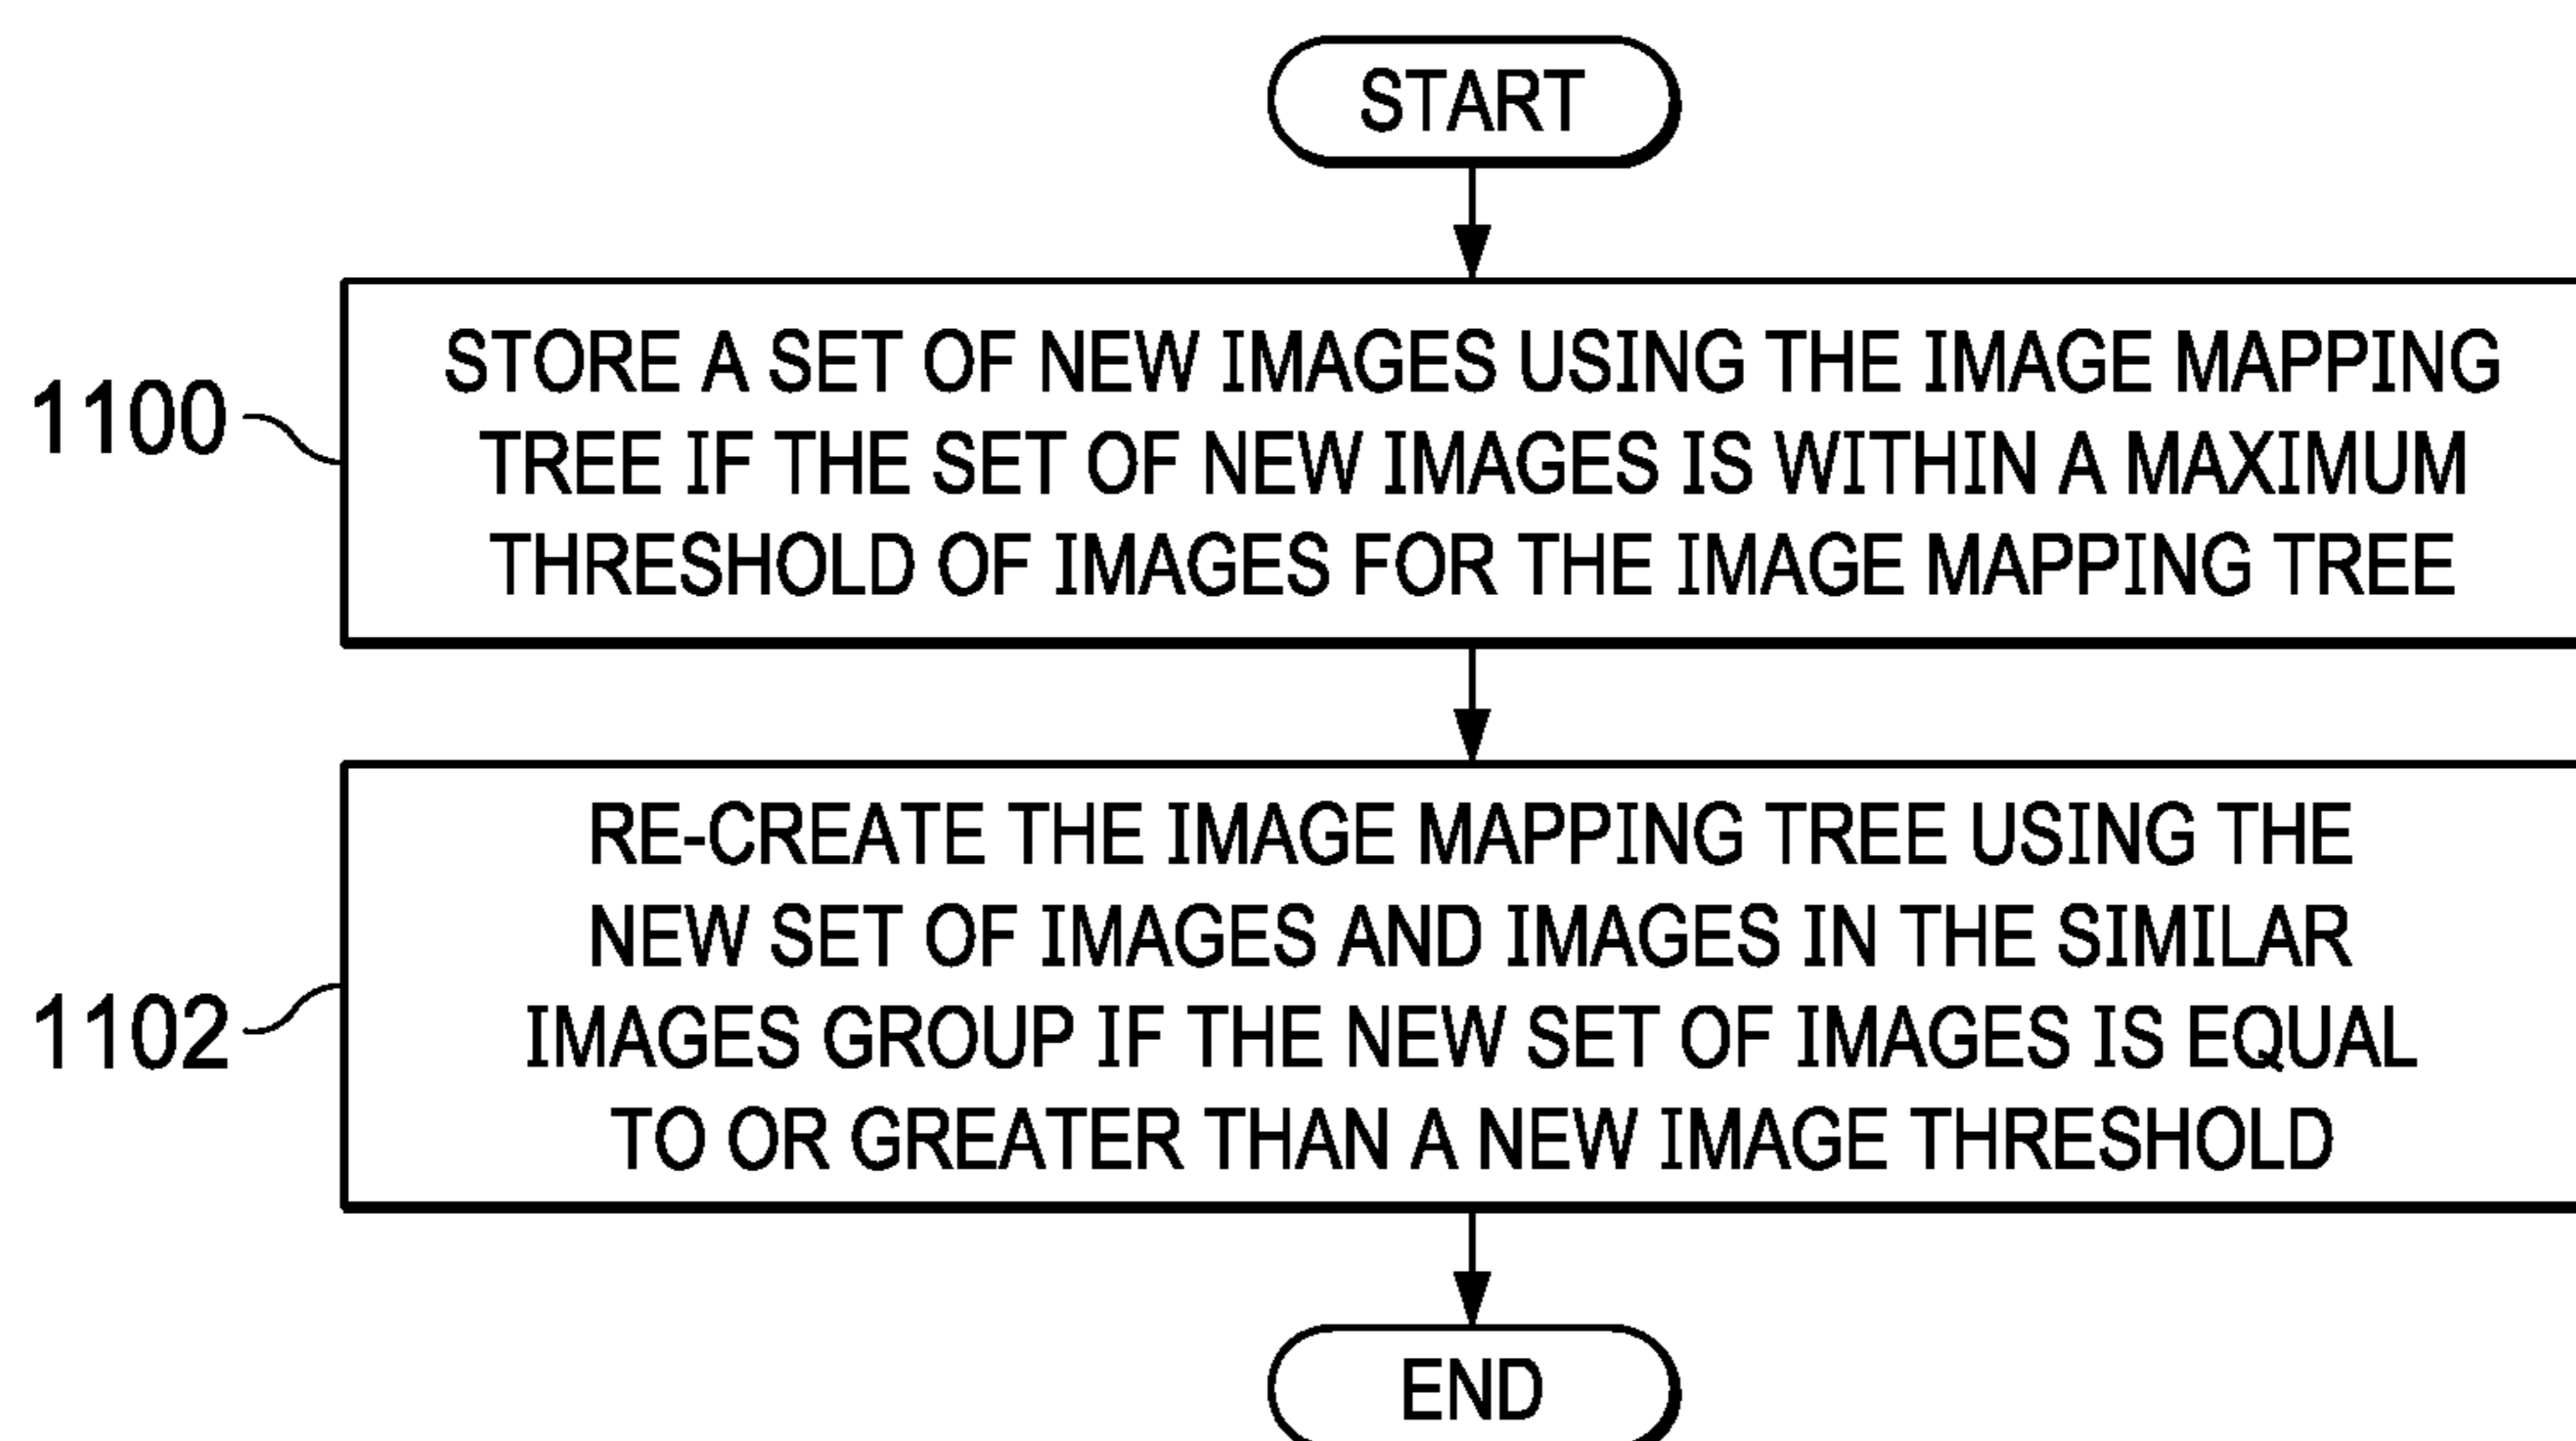 START
STORE A SET OF NEW IMAGES USING THE IMAGE MAPPING
TREE IF THE SET OF NEW IMAGES IS WITHIN A MAXIMUM
THRESHOLD OF IMAGES FOR THE IMAGE MAPPING TREE
1100
RE-CREATE THE IMAGE MAPPING TREE USING THE
NEW SET OF IMAGES AND IMAGES IN THE SIMILAR
IMAGES GROUP IF THE NEW SET OF IMAGES IS EQUAL
TO OR GREATER THAN A NEW IMAGE THRESHOLD
1102
END